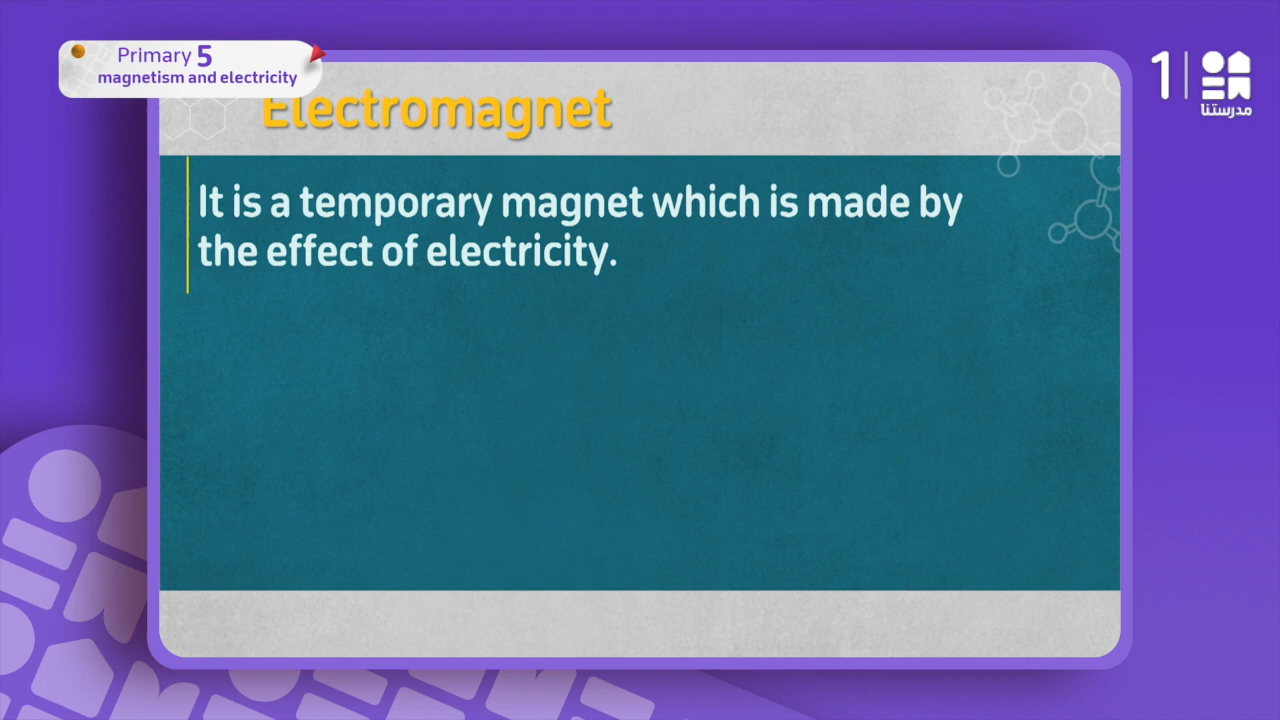 Primary 5
magnetism and electricity
1
مدرستنا
Electromagnet
It is a temporary magnet which is made by
the effect of electricity.